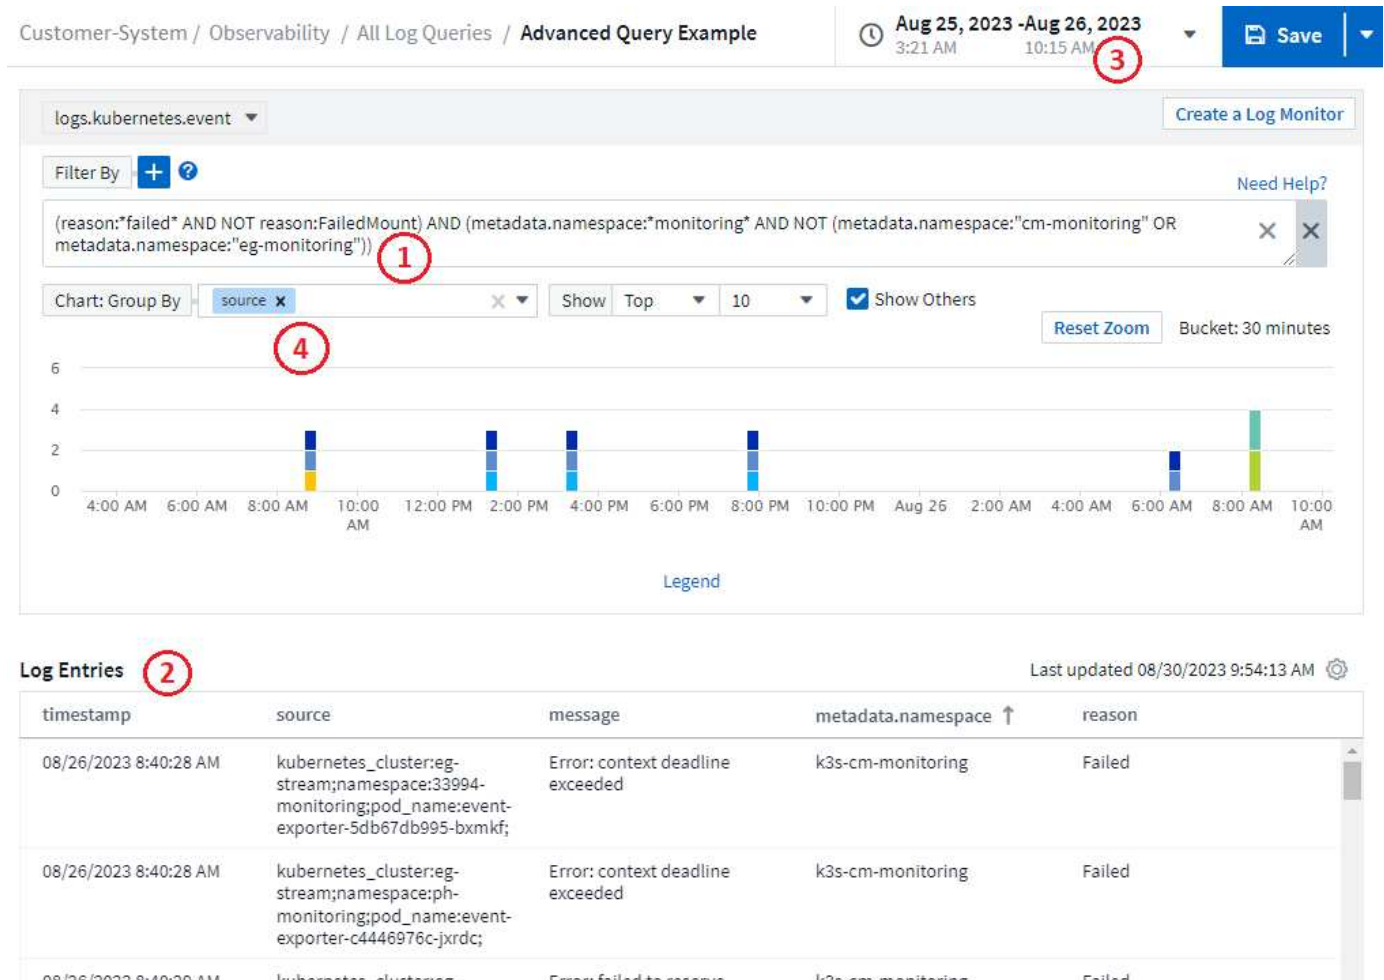 Customer-System / Observability / All Log Queries / Advanced Query Example
Aug 25, 2023 -Aug 26, 2023
3:21 AM 10:15 AM
Save
3
logs.kubernetes.event
Create a Log Monitor
Filter By + ?
Need Help?
(reason:*failed* AND NOT reason:FailedMount) AND (metadata.namespace:*monitoring* AND NOT (metadata.namespace:"cm-monitoring" OR
metadata.namespace:"eg-monitoring"))
1
Chart: Group By source x Show Top 10 Show Others
Reset Zoom Bucket: 30 minutes
4
6
4
2
0
4:00 AM 6:00 AM 8:00 AM 10:00 12:00 PM 2:00 PM 4:00 PM 6:00 PM 8:00 PM 10:00 PM Aug 26 2:00 AM 4:00 AM 6:00 AM 8:00 AM 10:00
AM AM
Legend
Log Entries 2 Last updated 08/30/2023 9:54:13 AM
timestamp source message metadata.namespace ↑ reason
08/26/2023 8:40:28 AM kubernetes_cluster:eg- Error: context deadline k3s-cm-monitoring Failed
stream;namespace:33994- exceeded
monitoring;pod_name:event-
exporter-5db67db995-bxmkf;
08/26/2023 8:40:28 AM kubernetes_cluster:eg- Error: context deadline k3s-cm-monitoring Failed
stream;namespace:ph- exceeded
monitoring;pod_name:event-
exporter-c4446976c-jxrdc;
Error: failed to reserve k3s-cm-monitoring Failed